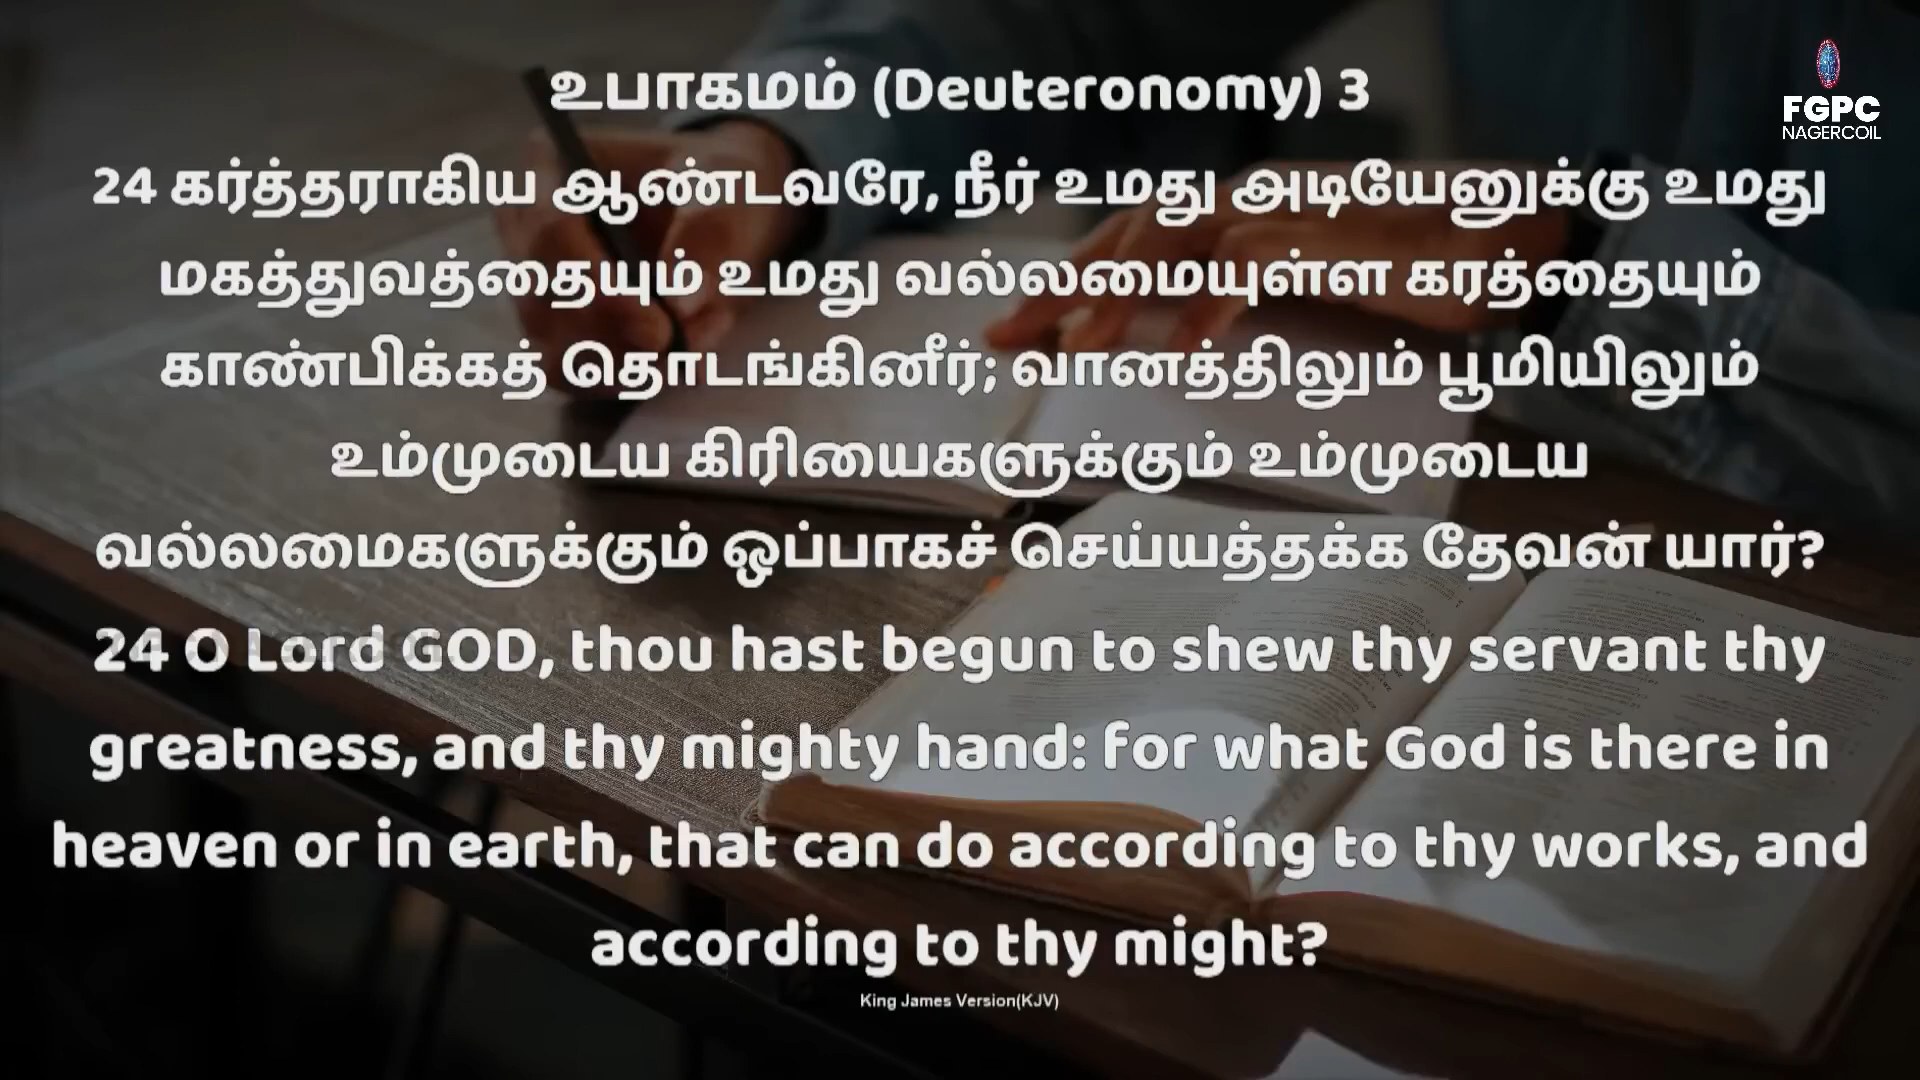 உபாகமம் (Deuteronomy) 3
FGPC
NAGERCOIL
24 கர்த்தராகிய ஆண்டவரே, நீர் உமது அடியேனுக்கு உமது
மகத்துவத்தையும் உமது வல்லமையுள்ள கரத்தையும்
காண்பிக்கத் தொடங்கினீர்; வானத்திலும் பூமியிலும்
உம்முடைய கிரியைகளுக்கும் உம்முடைய
வல்லமைகளுக்கும் ஒப்பாகச் செய்யத்தக்க தேவன் யார்?
24 O Lord GOD, thou hast begun to shew thy servant thy
greatness, and thy mighty hand: for what God is there in
heaven or in earth, that can do according to thy works, and
according to thy might?
King James Version(KJV)